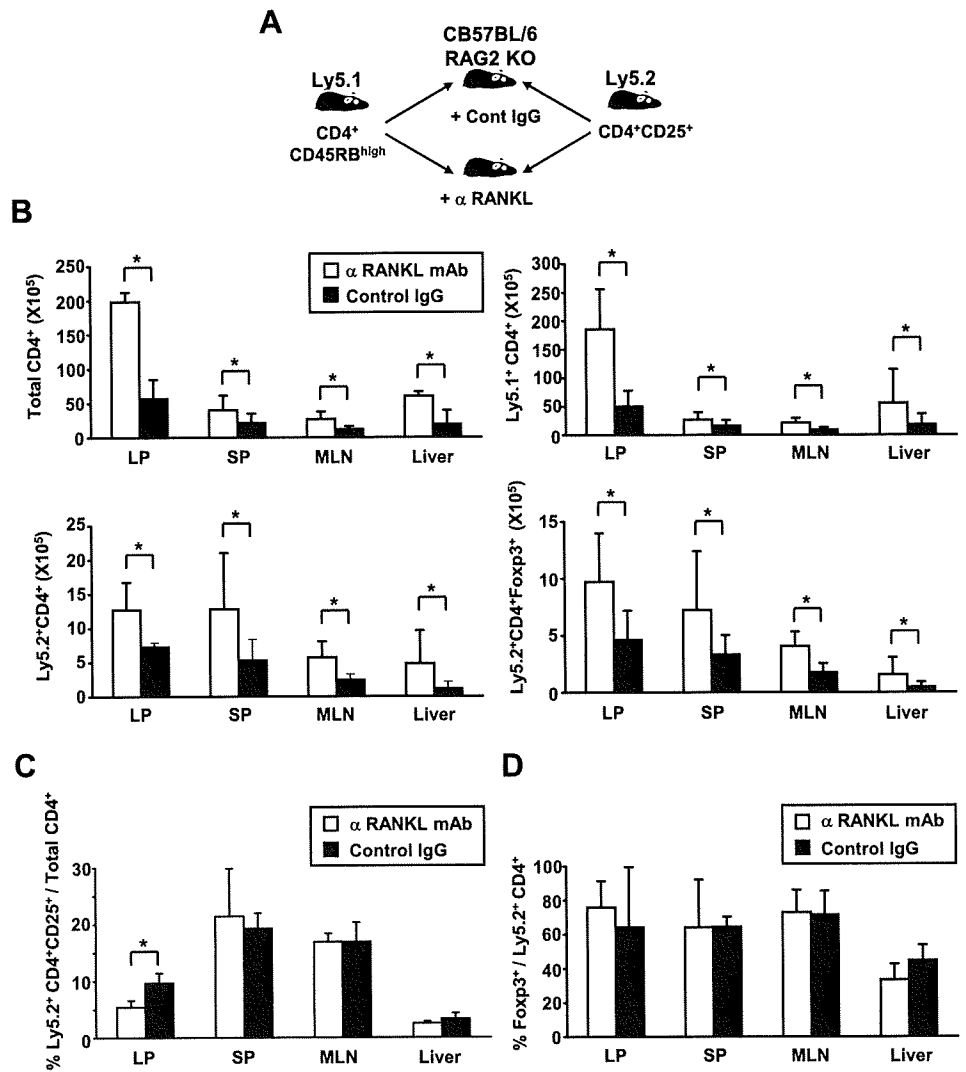 A
CB57BL/6
RAG2 KO
Ly5.1
Ly5.2
+ Cont IgG
CD4⁺
CD45RBʰⁱᵍʰ
CD4⁺CD25⁺
+ α RANKL
B
Total CD4⁺ (X10⁵)
250
200
150
100
50
0
*
*
*
*
α RANKL mAb
Control IgG
LP
SP
MLN
Liver
Ly5.1⁺ CD4⁺ (X10⁵)
300
250
200
150
100
50
0
*
*
*
*
LP
SP
MLN
Liver
Ly5.2⁺CD4⁺ (X10⁵)
25
20
15
10
5
0
*
*
*
*
LP
SP
MLN
Liver
Ly5.2⁺CD4⁺Foxp3⁺ (X10⁵)
15
10
5
0
*
*
*
*
LP
SP
MLN
Liver
C
% Ly5.2⁺ CD4⁺CD25⁺ / Total CD4⁺
30
20
10
0
*
α RANKL mAb
Control IgG
LP
SP
MLN
Liver
D
% Foxp3⁺ / Ly5.2⁺ CD4⁺
100
80
60
40
20
0
α RANKL mAb
Control IgG
LP
SP
MLN
Liver